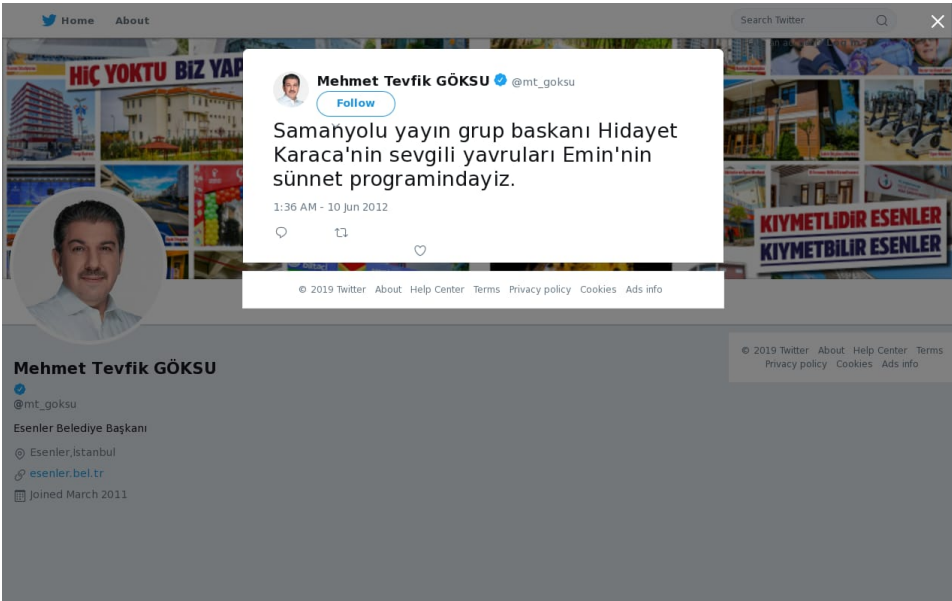 Home About
Search Twitter
HİÇ YOKTU BİZ YAP
Mehmet Tevfik GÖKSU @mt_goksu
Follow
Samanyolu yayın grup baskanı Hidayet
Karaca'nin sevgili yavruları Emin'nin
sünnet programindayiz.
1:36 AM - 10 Jun 2012
KIYMETLİDİR ESENLER
KIYMETBİLİR ESENLER
© 2019 Twitter About Help Center Terms Privacy policy Cookies Ads info
Mehmet Tevfik GÖKSU
@mt_goksu
Esenler Belediye Başkanı
Esenler,İstanbul
esenler.bel.tr
Joined March 2011
© 2019 Twitter About Help Center Terms
Privacy policy Cookies Ads info